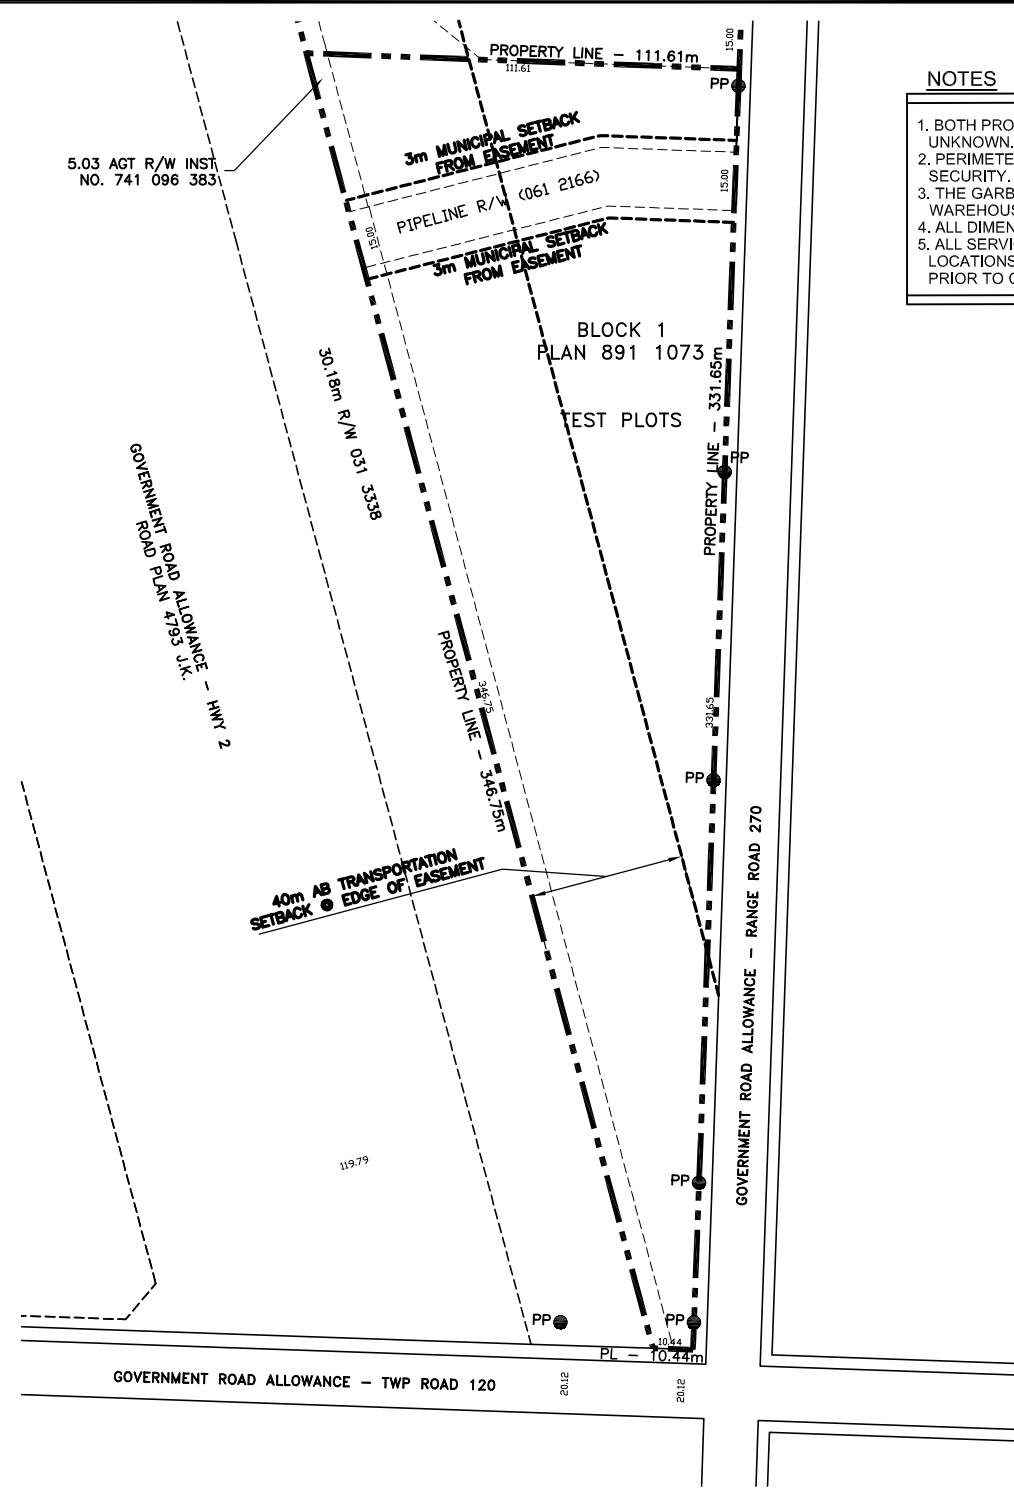 15.00
PROPERTY LINE - 111.61m
111.61
PP
NOTES
1. BOTH PRO
UNKNOWN.
2. PERIMETE
SECURITY.
3. THE GARB
WAREHOUS
4. ALL DIMEN
5. ALL SERVI
LOCATIONS
PRIOR TO
5.03 AGT R/W INST
NO. 741 096 383
3m MUNICIPAL SETBACK
FROM EASEMENT
15.00
PIPELINE R/W (061 2166)
15.00
3m MUNICIPAL SETBACK
FROM EASEMENT
BLOCK 1
PLAN 891 1073
TEST PLOTS
PROPERTY LINE - 331.65m
PP
30.18m R/W 031 3338
GOVERNMENT ROAD ALLOWANCE - HWY 2
ROAD PLAN 4793 J.K.
PROPERTY LINE - 346.75m
346.75
331.65
PP
40m AB TRANSPORTATION
SETBACK @ EDGE OF EASEMENT
GOVERNMENT ROAD ALLOWANCE - RANGE ROAD 270
119.79
PP
PP
PP
10.44
PL - 10.44m
GOVERNMENT ROAD ALLOWANCE - TWP ROAD 120
20.12
20.12